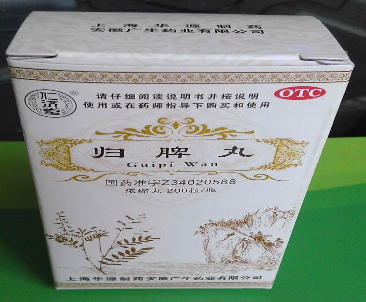 上海华源制药
安徽广生药业有限公司
请仔细阅读说明书并按说明
使用或在药师指导下购买和使用
OTC
归脾丸
Guipi Wan
国药准字Z34020588
浓缩丸 200粒/瓶
上海华源制药安徽广生药业有限公司